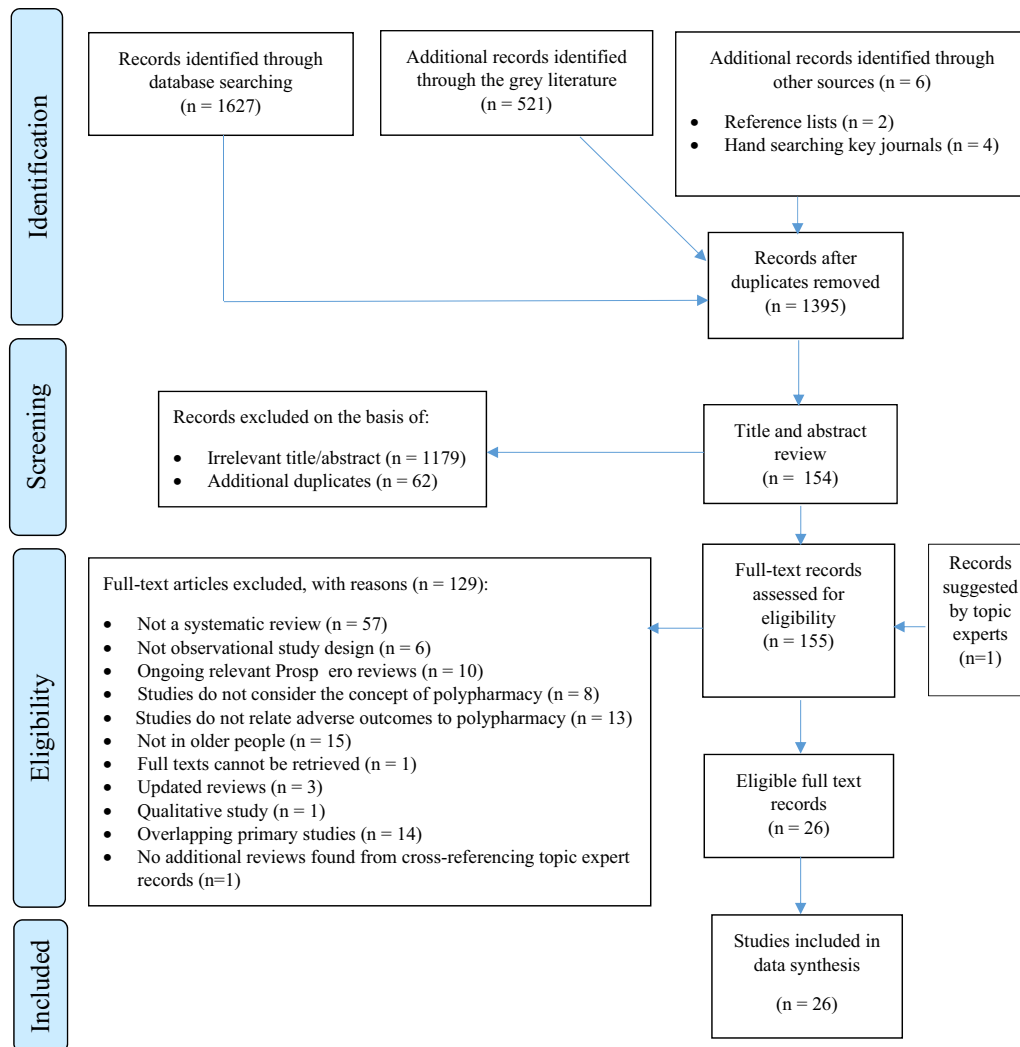 Identification
Records identified through
database searching
(n = 1627)
Additional records identified
through the grey literature
(n = 521)
Additional records identified through
other sources (n = 6)
• Reference lists (n = 2)
• Hand searching key journals (n = 4)
Records after
duplicates removed
(n = 1395)
Screening
Records excluded on the basis of:
• Irrelevant title/abstract (n = 1179)
• Additional duplicates (n = 62)
Title and abstract
review
(n = 154)
Eligibility
Full-text articles excluded, with reasons (n = 129):
• Not a systematic review (n = 57)
• Not observational study design (n = 6)
• Ongoing relevant Prosp ero reviews (n = 10)
• Studies do not consider the concept of polypharmacy (n = 8)
• Studies do not relate adverse outcomes to polypharmacy (n = 13)
• Not in older people (n = 15)
• Full texts cannot be retrieved (n = 1)
• Updated reviews (n = 3)
• Qualitative study (n = 1)
• Overlapping primary studies (n = 14)
• No additional reviews found from cross-referencing topic expert
records (n=1)
Full-text records
assessed for
eligibility
(n = 155)
Records
suggested
by topic
experts
(n=1)
Eligible full text
records
(n = 26)
Included
Studies included in
data synthesis
(n = 26)